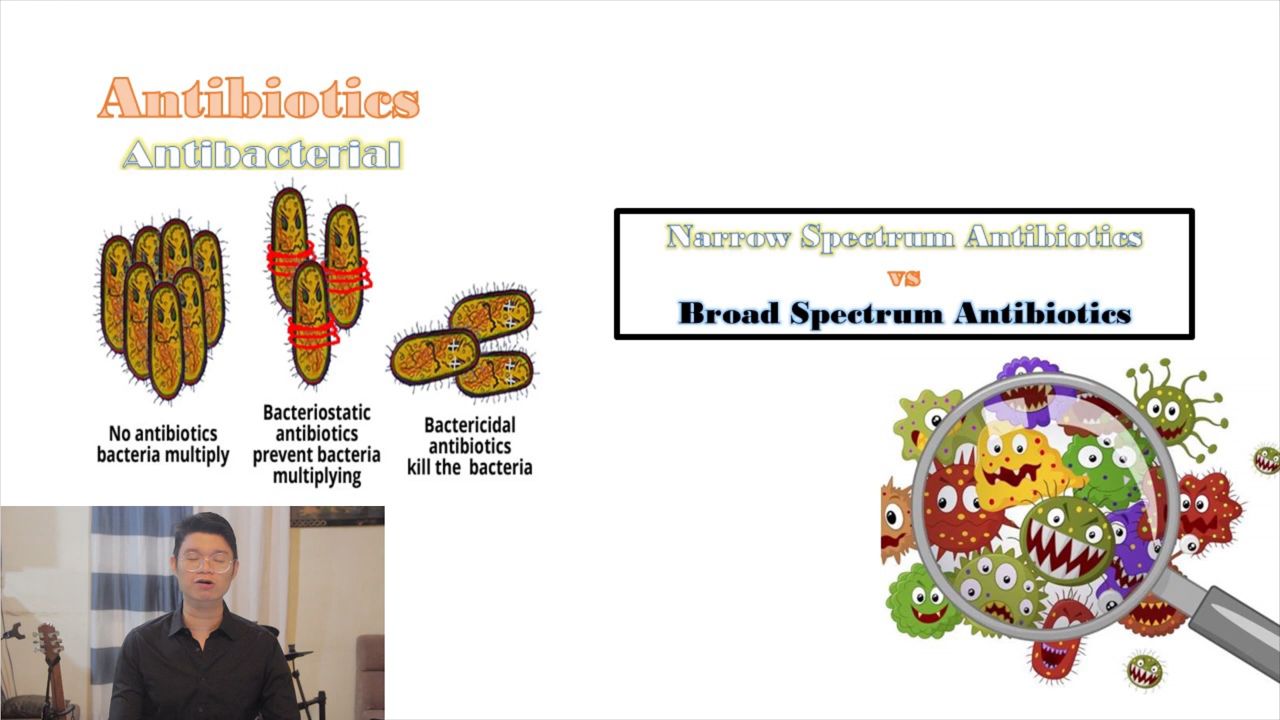 Antibiotics
Antibacterial
No antibiotics
bacteria multiply
Bacteriostatic
antibiotics
prevent bacteria
multiplying
Bactericidal
antibiotics
kill the bacteria
Narrow Spectrum Antibiotics
vs
Broad Spectrum Antibiotics